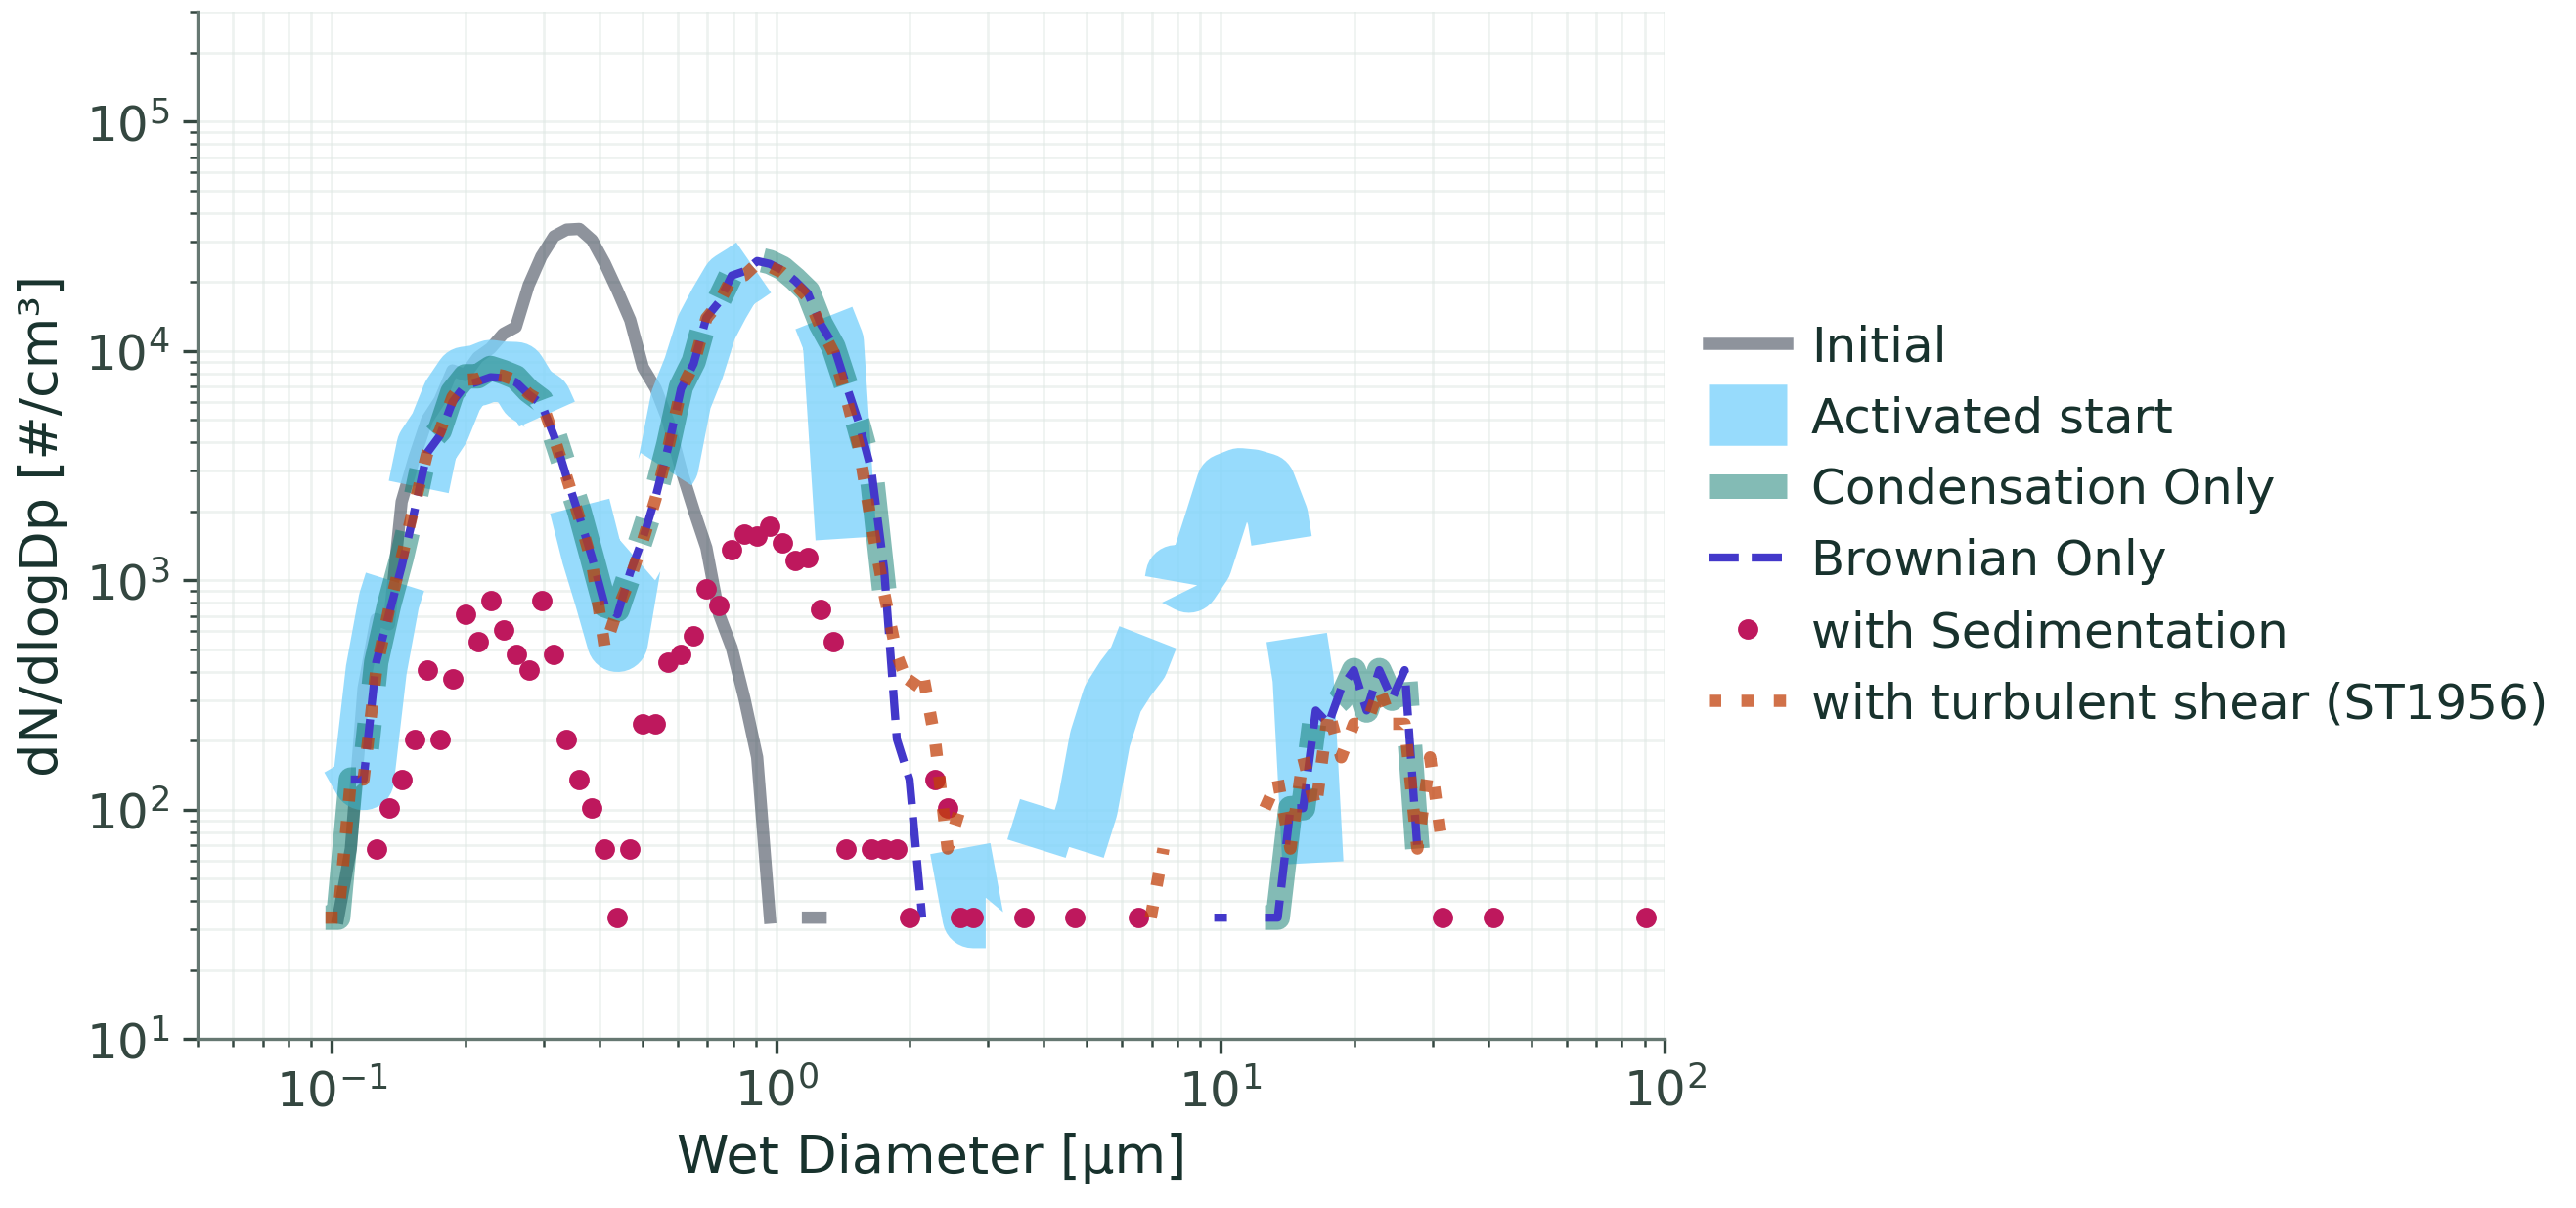 dN/dlogDp [#/cm³]
10⁵
10⁴
10³
10²
10¹
10⁻¹
10⁰
10¹
10²
Wet Diameter [µm]
Initial
Activated start
Condensation Only
Brownian Only
with Sedimentation
with turbulent shear (ST1956)